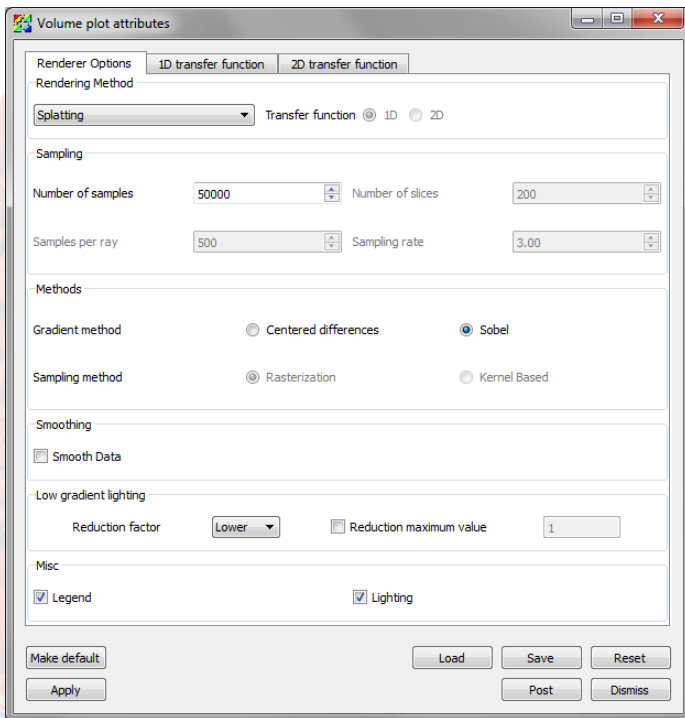 Volume plot attributes
Renderer Options 1D transfer function 2D transfer function
Rendering Method
Splatting Transfer function 1D 2D
Sampling
Number of samples 50000 Number of slices 200
Samples per ray 500 Sampling rate 3.00
Methods
Gradient method Centered differences Sobel
Sampling method Rasterization Kernel Based
Smoothing
Smooth Data
Low gradient lighting
Reduction factor Lower Reduction maximum value 1
Misc
Legend Lighting
Make default Load Save Reset
Apply Post Dismiss